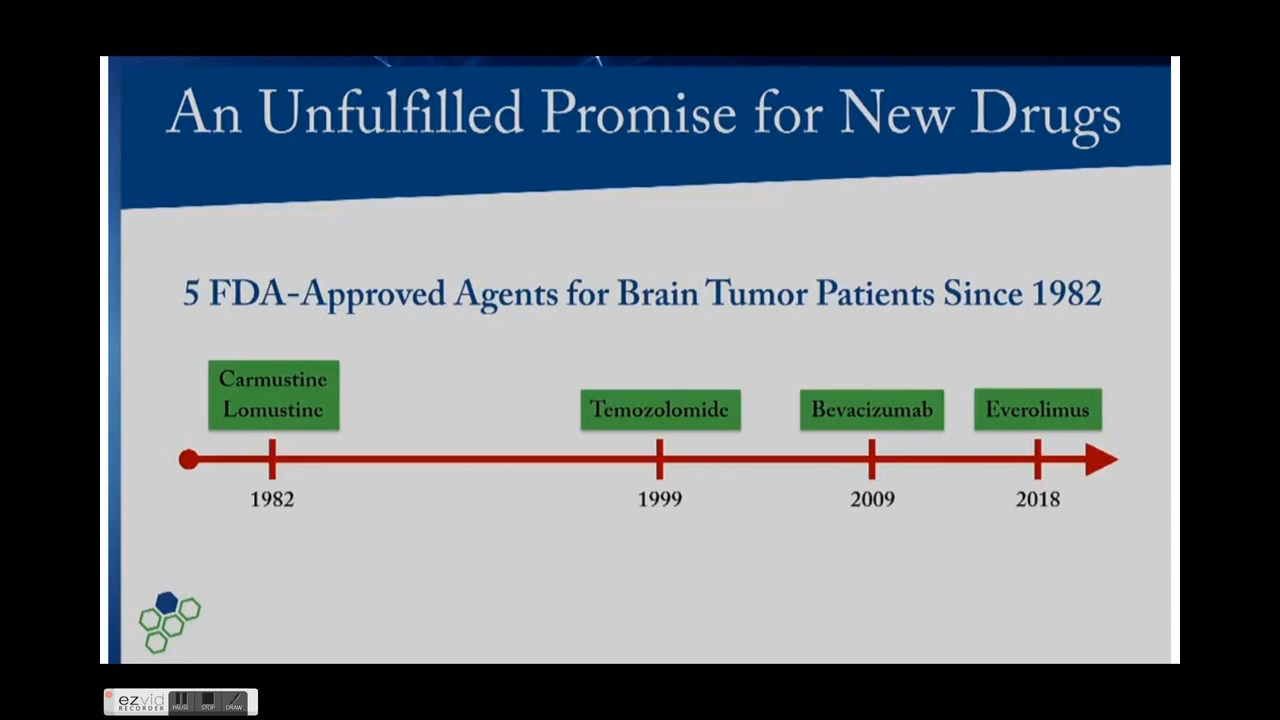 An Unfulfilled Promise for New Drugs
5 FDA-Approved Agents for Brain Tumor Patients Since 1982
Carmustine
Lomustine
Temozolomide
Bevacizumab
Everolimus
1982
1999
2009
2018
ezvid
RECORDER
PAUSE
STOP
DRAW